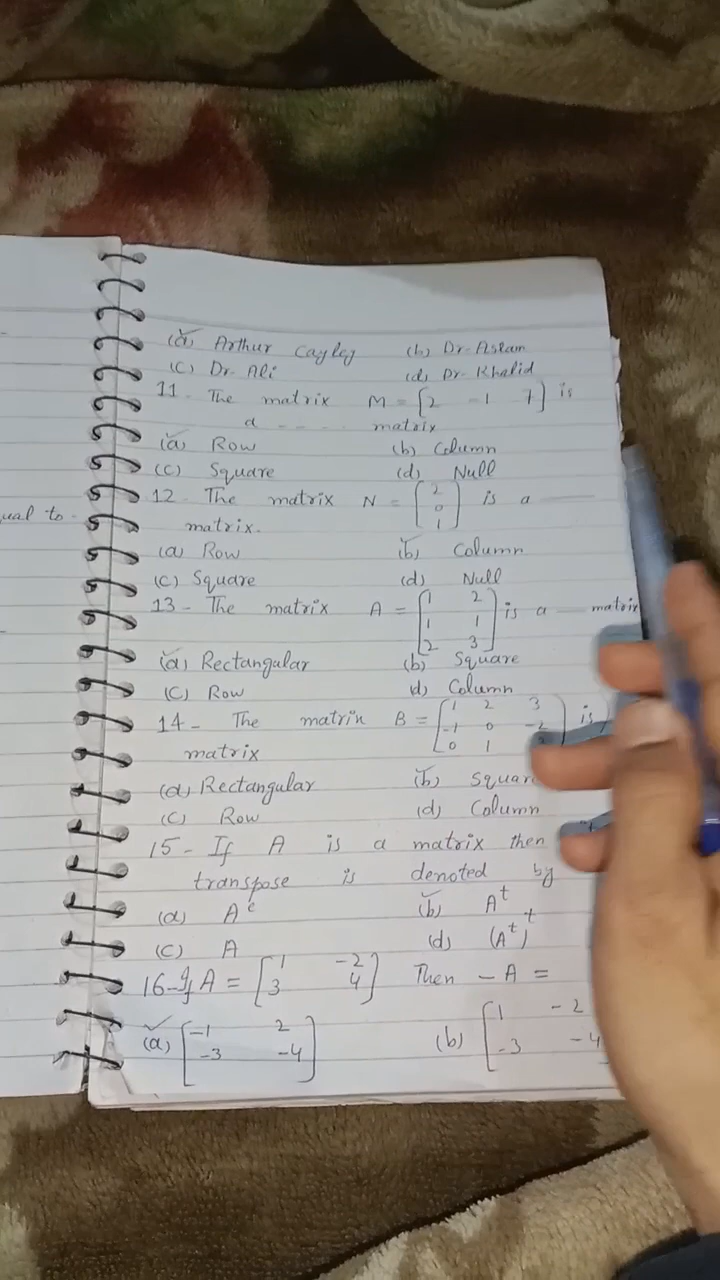 ual to -
(a) Arthur Cayley (b) Dr. Aslam
(c) Dr. Ali (d) Dr. Khalid
11- The matrix M = [2 -1 7] is
a ---- matrix
(a) Row (b) Column
(c) Square (d) Null
12- The matrix N = [2 0 1] is a ——
matrix.
(a) Row (b) Column
(c) Square (d) Null
13- The matrix A = [1 2
1 1
2 3] is a — matrix
(a) Rectangular (b) Square
(c) Row (d) Column
14- The matrix B = [1 2 3
-1 0 -2
0 1 ] is
matrix
(a) Rectangular (b) Squar
(c) Row (d) Column
15- If A is a matrix then
transpose is denoted by
(a) A^c (b) A^t
(c) A (d) (A^t)^t
16- If A = [1 -2
3 4] Then - A =
(a) [-1 2
-3 -4] (b) [1 -2
-3 -4